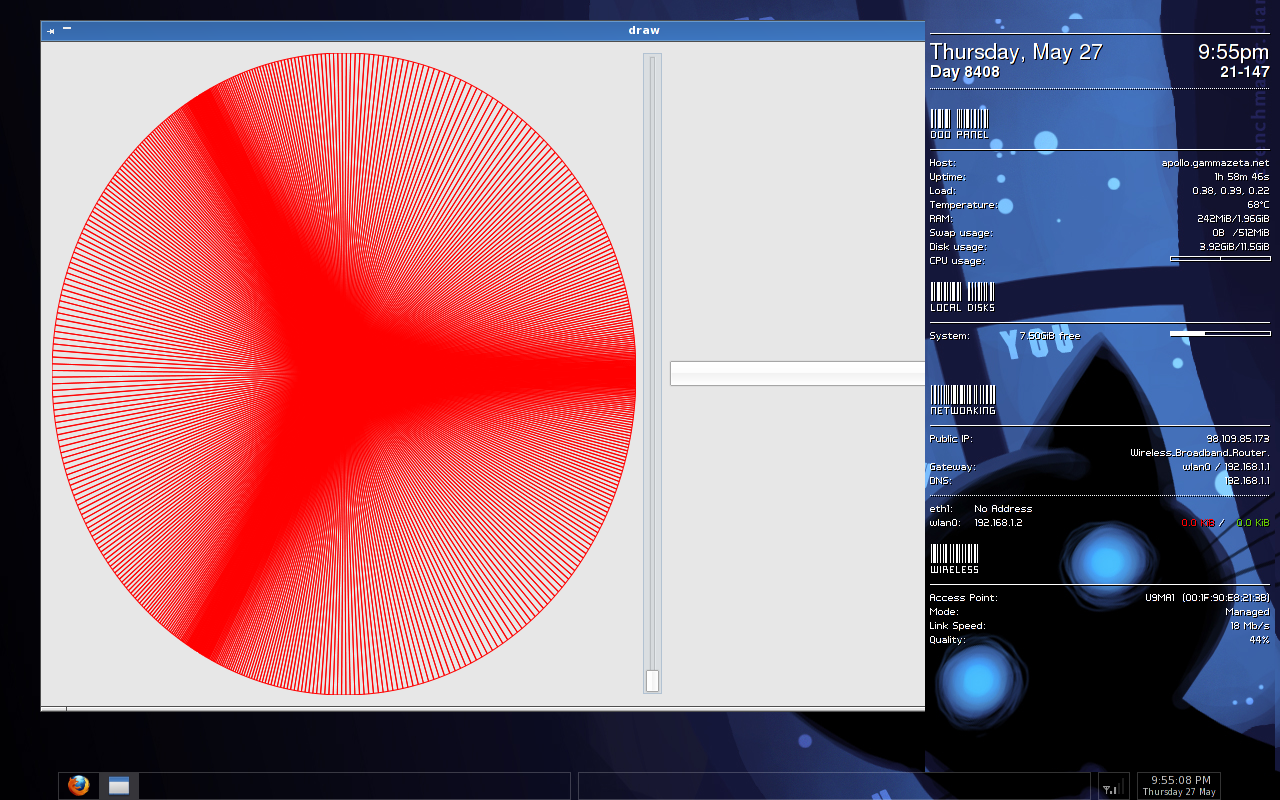 draw
Thursday, May 27 9:55pm
Day 8408 21-147
ODO PANEL
Host: apollo.gammazeta.net
Uptime: 1h 58m 46s
Load: 0.38, 0.39, 0.22
Temperature: 68°C
RAM: 242MiB/1.96GiB
Swap usage: 0B /512MiB
Disk usage: 3.92GiB/11.5GiB
CPU usage:
LOCAL DISKS
System: 7.50GiB free
YOU
NETWORKING
Public IP: 98.109.85.173
Wireless_Broadband_Router.
Gateway: wlan0 / 192.168.1.1
DNS: 192.168.1.1
eth1: No Address
wlan0: 192.168.1.2 0.0 KiB / 0.0 KiB
WIRELESS
Access Point: U9MA1 (00:1F:90:E8:21:3B)
Mode: Managed
Link Speed: 18 Mb/s
Quality: 44%
9:55:08 PM
Thursday 27 May